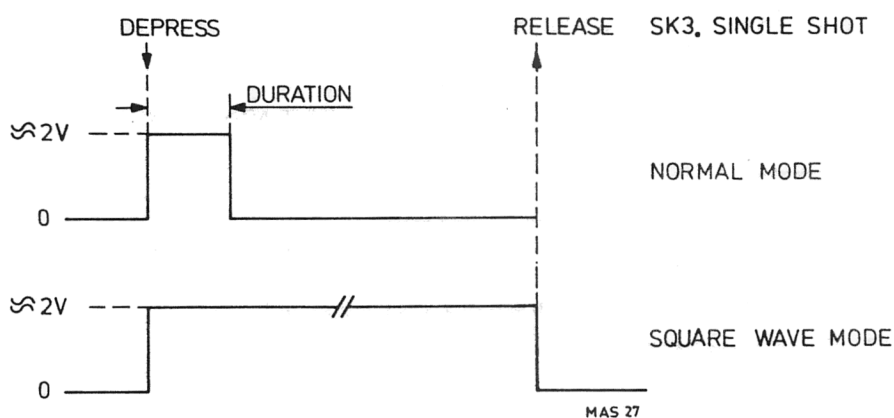 DEPRESS RELEASE SK3. SINGLE SHOT
DURATION
≈2V
NORMAL MODE
0
≈2V
SQUARE WAVE MODE
0
MAS 27